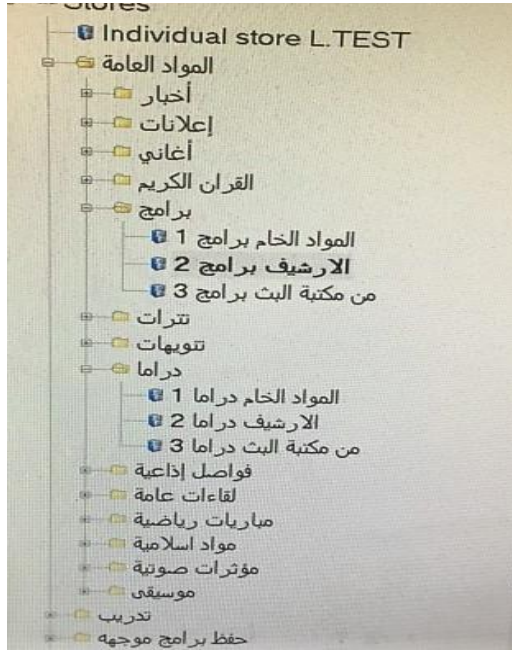 Stores
Individual store L.TEST
المواد العامة
أخبار
إعلانات
أغاني
القران الكريم
برامج
المواد الخام برامج 1
الارشيف برامج 2
من مكتبة البث برامج 3
تترات
تنويهات
دراما
المواد الخام دراما 1
الارشيف دراما 2
من مكتبة البث دراما 3
فواصل إذاعية
لقاءات عامة
مباريات رياضية
مواد اسلامية
مؤثرات صوتية
موسيقى
تدريب
حفظ برامج موجهه